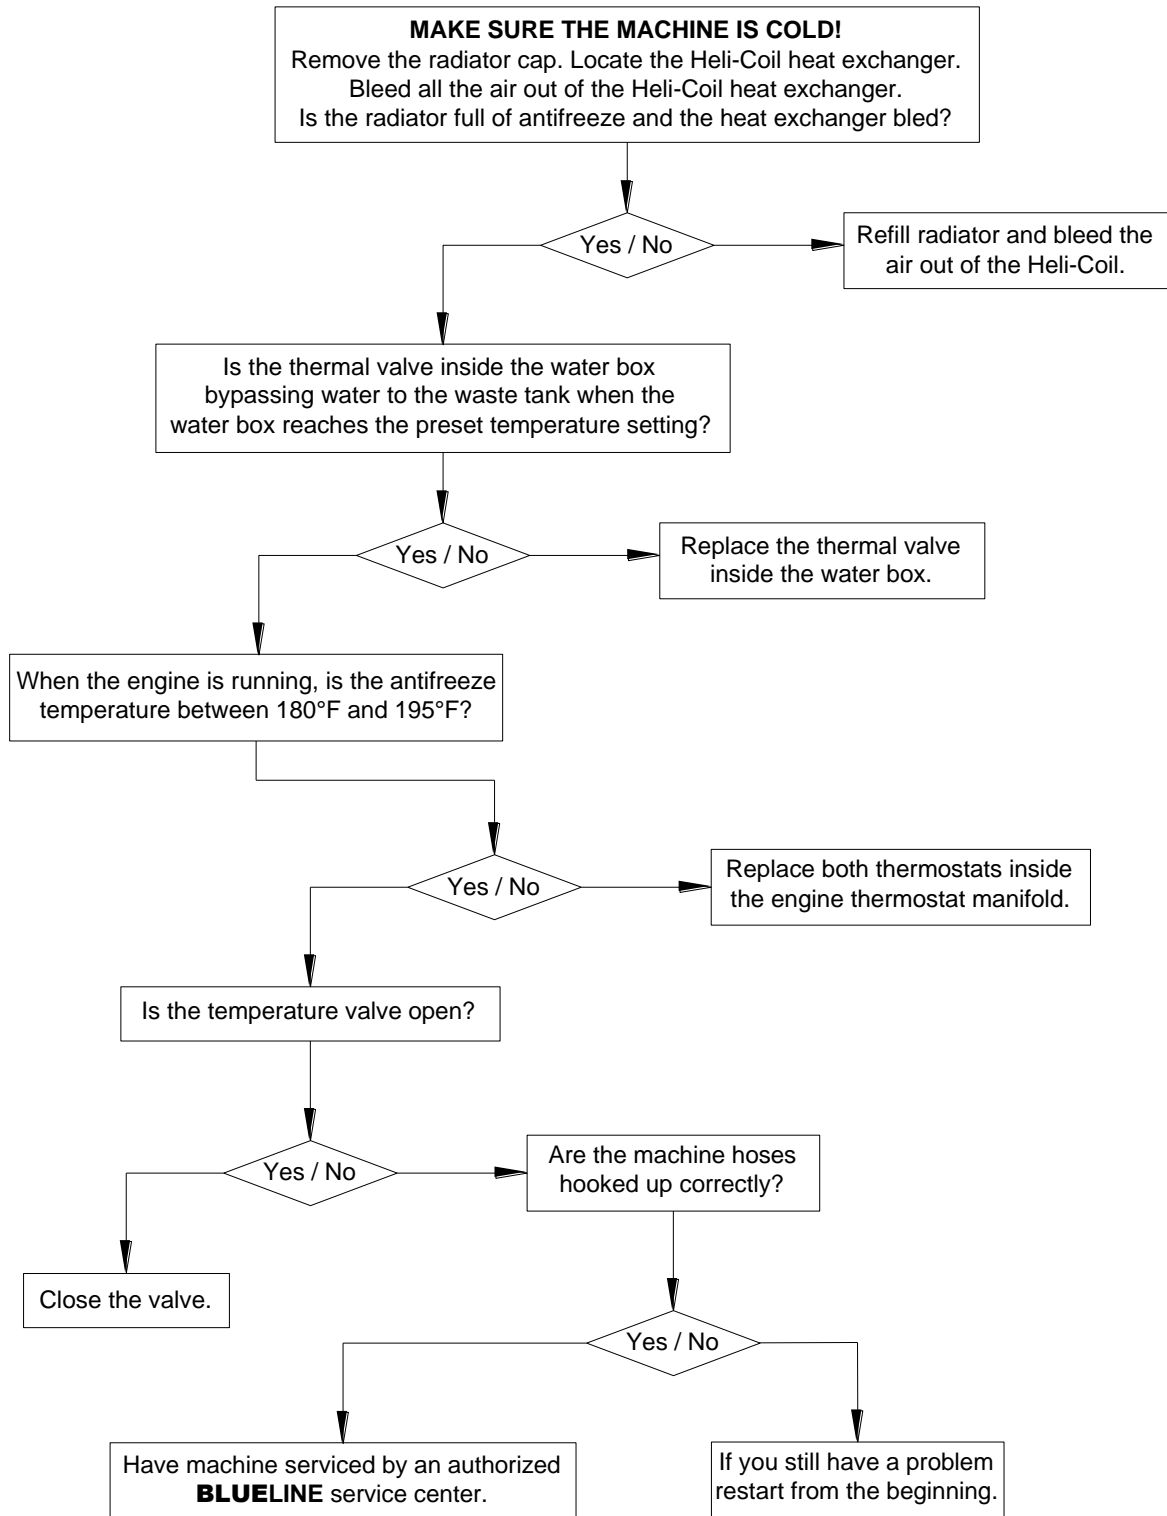 MAKE SURE THE MACHINE IS COLD!
Remove the radiator cap. Locate the Heli-Coil heat exchanger.
Bleed all the air out of the Heli-Coil heat exchanger.
Is the radiator full of antifreeze and the heat exchanger bled?
Yes / No
Refill radiator and bleed the
air out of the Heli-Coil.
Is the thermal valve inside the water box
bypassing water to the waste tank when the
water box reaches the preset temperature setting?
Yes / No
Replace the thermal valve
inside the water box.
When the engine is running, is the antifreeze
temperature between 180°F and 195°F?
Yes / No
Replace both thermostats inside
the engine thermostat manifold.
Is the temperature valve open?
Yes / No
Are the machine hoses
hooked up correctly?
Close the valve.
Yes / No
Have machine serviced by an authorized
BLUELINE service center.
If you still have a problem
restart from the beginning.